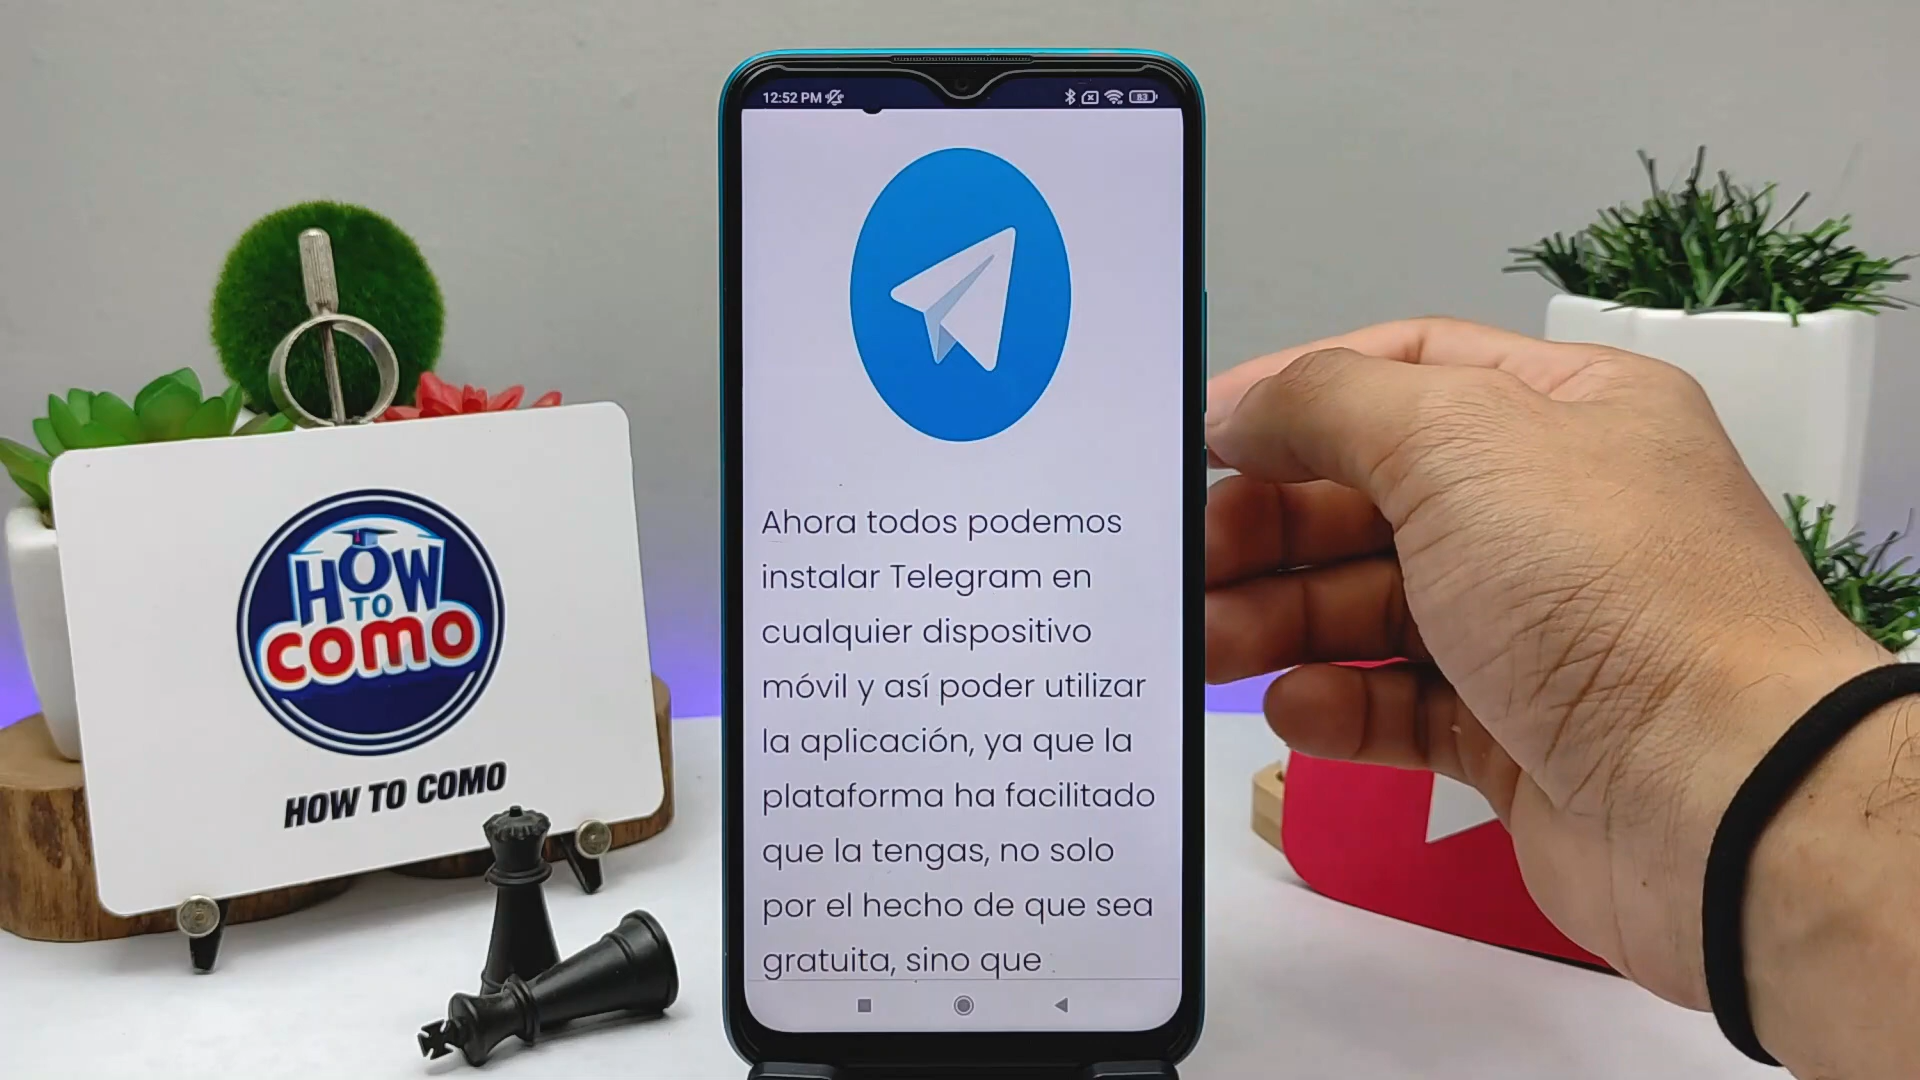 12:52 PM
83
Ahora todos podemos
instalar Telegram en
cualquier dispositivo
móvil y así poder utilizar
la aplicación, ya que la
plataforma ha facilitado
que la tengas, no solo
por el hecho de que sea
gratuita, sino que
HOW
TO
como
HOW TO COMO